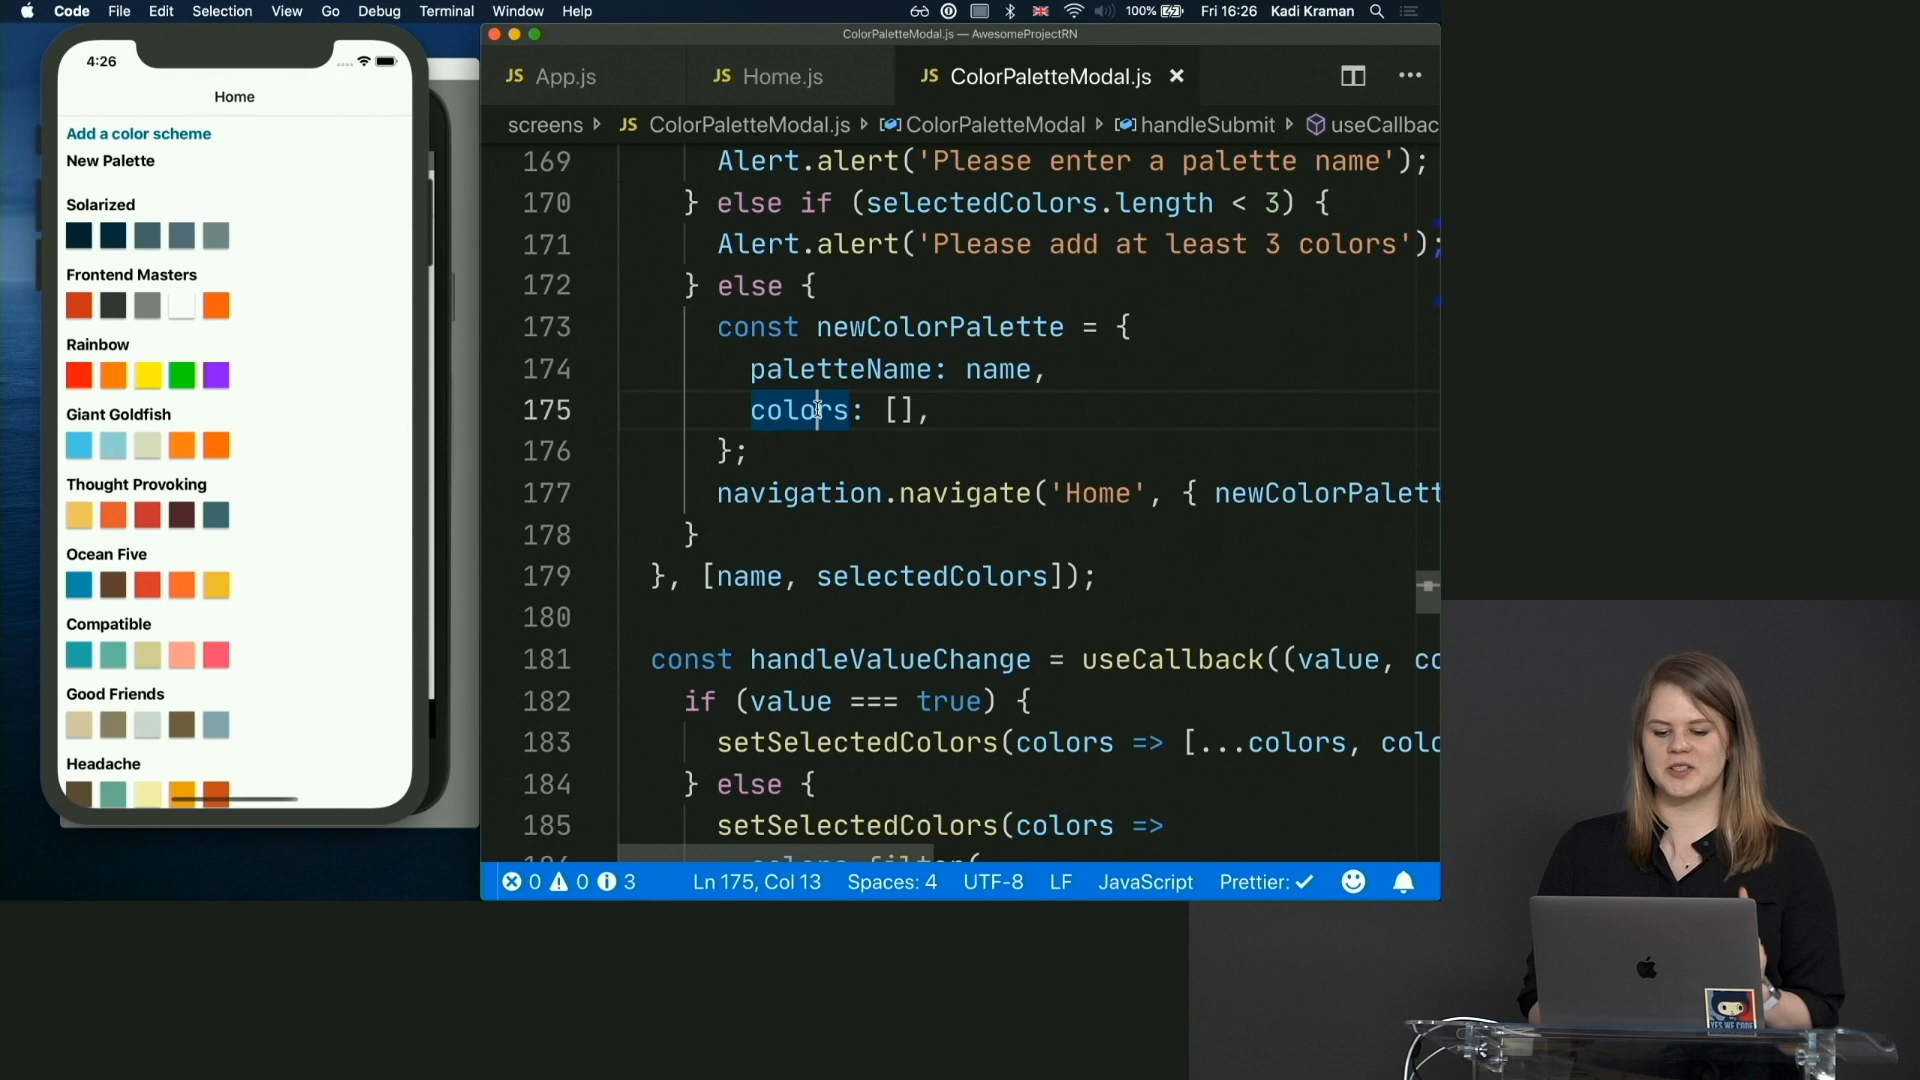 Code File Edit Selection View Go Debug Terminal Window Help
100% Fri 16:26 Kadi Kraman
4:26
Home
Add a color scheme
New Palette
Solarized
Frontend Masters
Rainbow
Giant Goldfish
Thought Provoking
Ocean Five
Compatible
Good Friends
Headache
ColorPaletteModal.js — AwesomeProjectRN
JS App.js
JS Home.js
JS ColorPaletteModal.js
screens JS ColorPaletteModal.js ColorPaletteModal handleSubmit useCallbac
169 Alert.alert('Please enter a palette name');
170 } else if (selectedColors.length < 3) {
171 Alert.alert('Please add at least 3 colors');
172 } else {
173 const newColorPalette = {
174 paletteName: name,
175 colors: [],
176 };
177 navigation.navigate('Home', { newColorPalett
178 }
179 }, [name, selectedColors]);
180
181 const handleValueChange = useCallback((value, co
182 if (value === true) {
183 setSelectedColors(colors => [...colors, colo
184 } else {
185 setSelectedColors(colors =>
0 0 3 Ln 175, Col 13 Spaces: 4 UTF-8 LF JavaScript Prettier: ✓
YES WE CODE